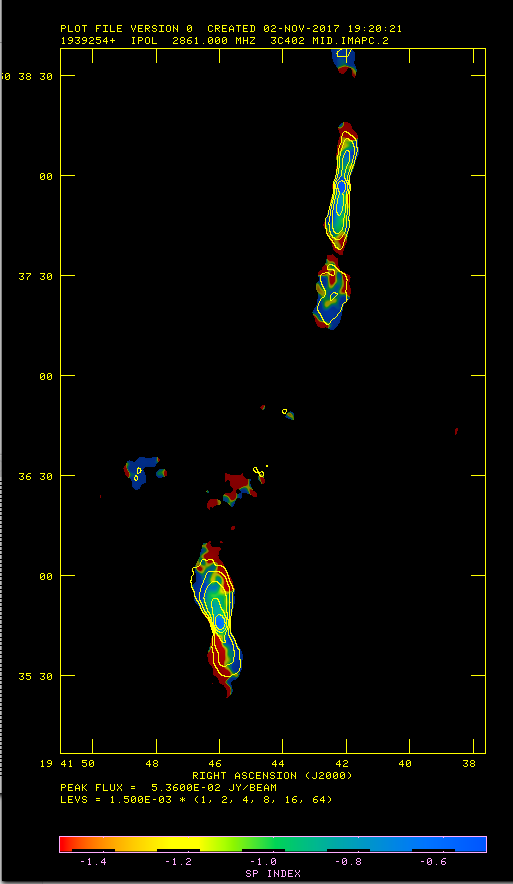 PLOT FILE VERSION 0 CREATED 02-NOV-2017 19:20:21
1939254+ IPOL 2861.000 MHZ 3C402 MID.IMAPC.2
50 38 30
00
37 30
00
36 30
00
35 30
19 41 50 48 46 44 42 40 38
RIGHT ASCENSION (J2000)
PEAK FLUX = 5.3600E-02 JY/BEAM
LEVS = 1.500E-03 * (1, 2, 4, 8, 16, 64)
-1.4 -1.2 -1.0 -0.8 -0.6
SP INDEX